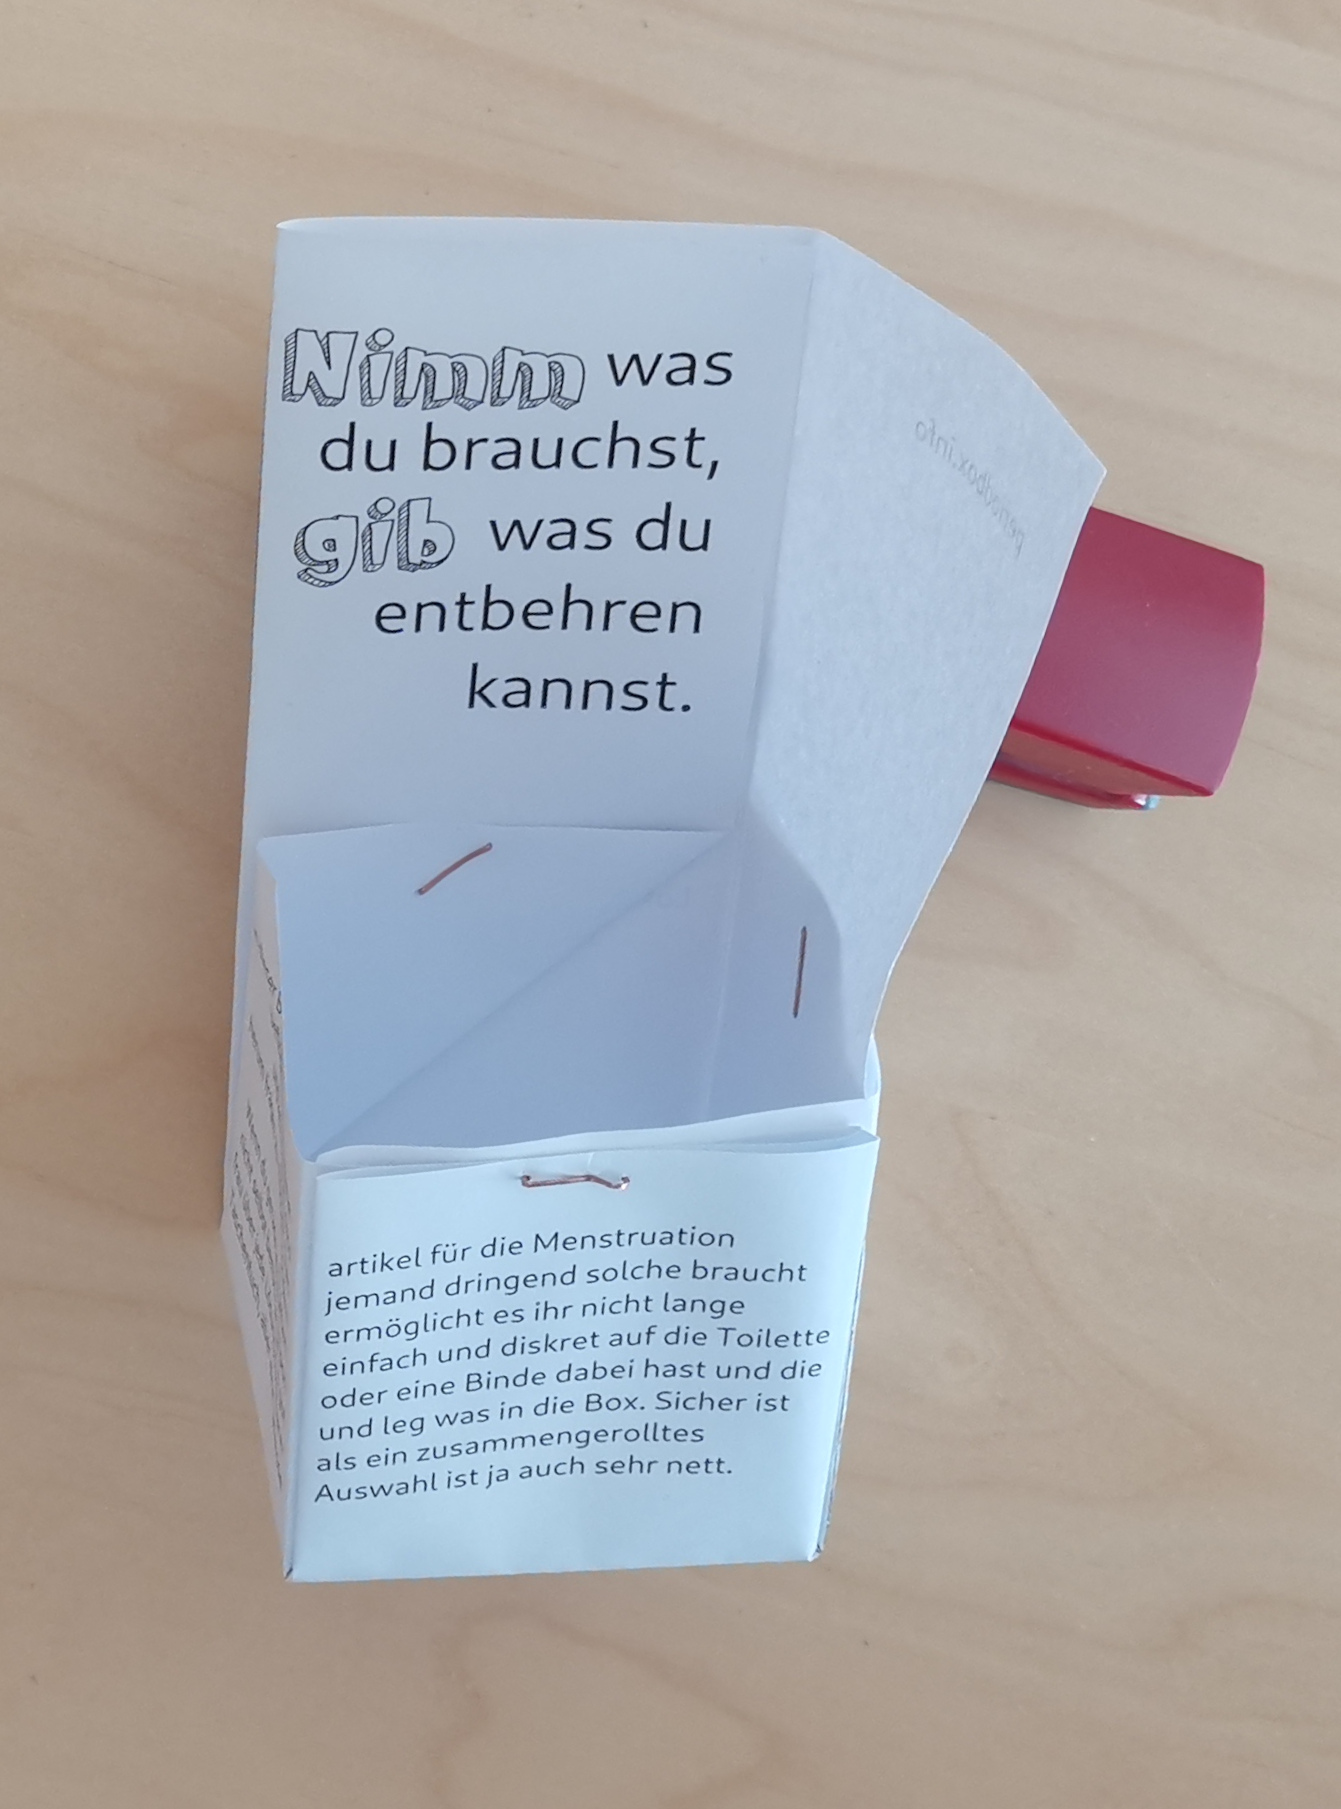 Nimm was
du brauchst,
gib was du
entbehren
kannst.
periodbox.info
artikel für die Menstruation
jemand dringend solche braucht
ermöglicht es ihr nicht lange
einfach und diskret auf die Toilette
oder eine Binde dabei hast und die
und leg was in die Box. Sicher ist
als ein zusammengerolltes
Auswahl ist ja auch sehr nett.